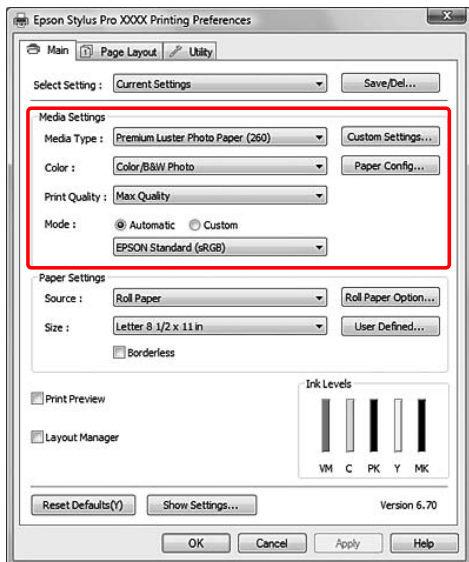 Epson Stylus Pro XXXX Printing Preferences
Main Page Layout Utility
Select Setting : Current Settings Save/Del...
Media Settings
Media Type : Premium Luster Photo Paper (260) Custom Settings...
Color : Color/B&W Photo Paper Config...
Print Quality : Max Quality
Mode : Automatic Custom
EPSON Standard (sRGB)
Paper Settings
Source : Roll Paper Roll Paper Option...
Size : Letter 8 1/2 x 11 in User Defined...
Borderless
Print Preview
Ink Levels
Layout Manager
VM C PK Y MK
Reset Defaults(Y) Show Settings... Version 6.70
OK Cancel Apply Help